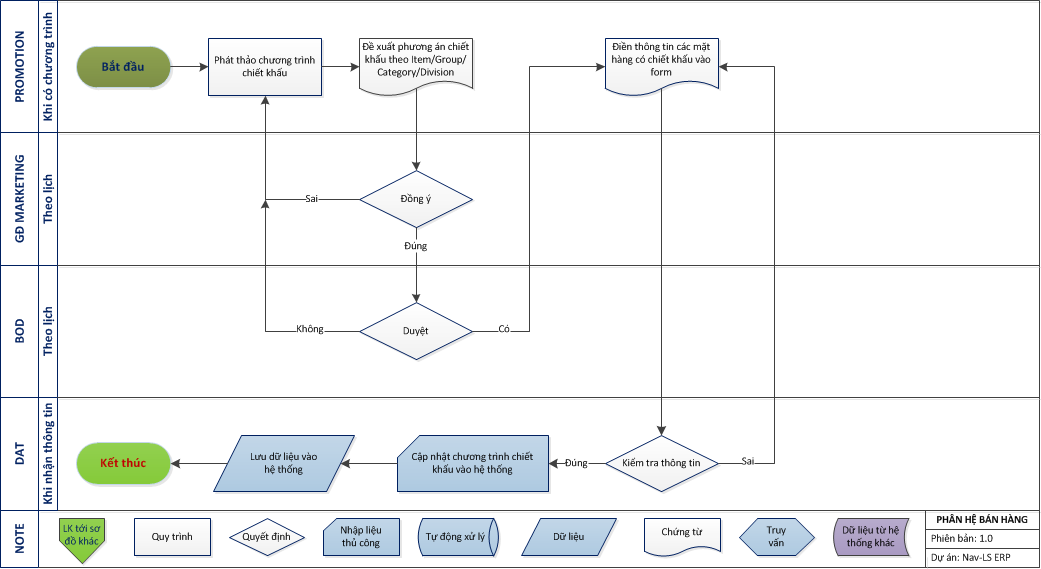 PROMOTION
Khi có chương trình
Bắt đầu
Phát thảo chương trình
chiết khấu
Đề xuất phương án chiết
khấu theo Item/Group/
Category/Division
Điền thông tin các mặt
hàng có chiết khấu vào
form
GĐ MARKETING
Theo lịch
Sai
Đồng ý
Đúng
BOD
Theo lịch
Không
Duyệt
Có
DAT
Khi nhận thông tin
Kết thúc
Lưu dữ liệu vào
hệ thống
Cập nhật chương trình chiết
khấu vào hệ thống
Đúng
Kiểm tra thông tin
Sai
NOTE
LK tới sơ
đồ khác
Quy trình
Quyết định
Nhập liệu
thủ công
Tự động xử lý
Dữ liệu
Chứng từ
Truy
vấn
Dữ liệu từ hệ
thống khác
PHÂN HỆ BÁN HÀNG
Phiên bản: 1.0
Dự án: Nav-LS ERP